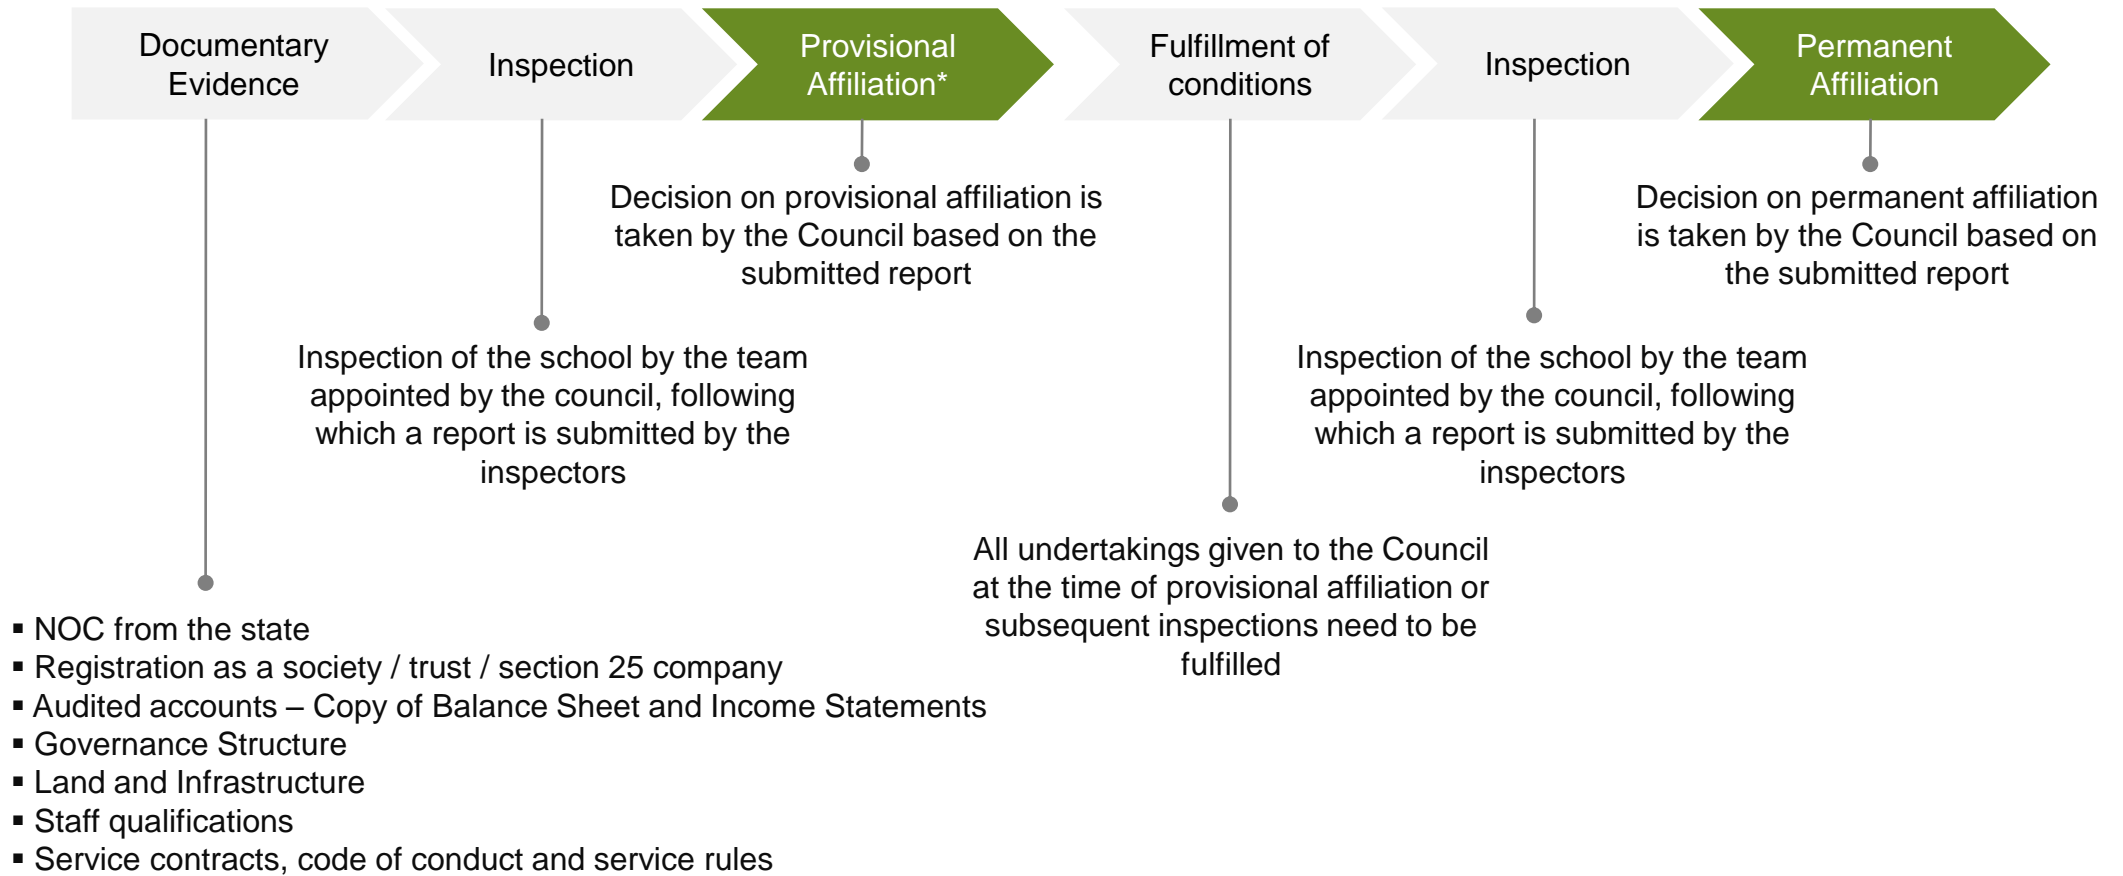 Documentary
Evidence
Inspection
Provisional
Affiliation*
Fulfillment of
conditions
Inspection
Permanent
Affiliation
Decision on provisional affiliation is
taken by the Council based on the
submitted report
Decision on permanent affiliation
is taken by the Council based on
the submitted report
Inspection of the school by the team
appointed by the council, following
which a report is submitted by the
inspectors
Inspection of the school by the team
appointed by the council, following
which a report is submitted by the
inspectors
All undertakings given to the Council
at the time of provisional affiliation or
subsequent inspections need to be
fulfilled
▪ NOC from the state
▪ Registration as a society / trust / section 25 company
▪ Audited accounts – Copy of Balance Sheet and Income Statements
▪ Governance Structure
▪ Land and Infrastructure
▪ Staff qualifications
▪ Service contracts, code of conduct and service rules